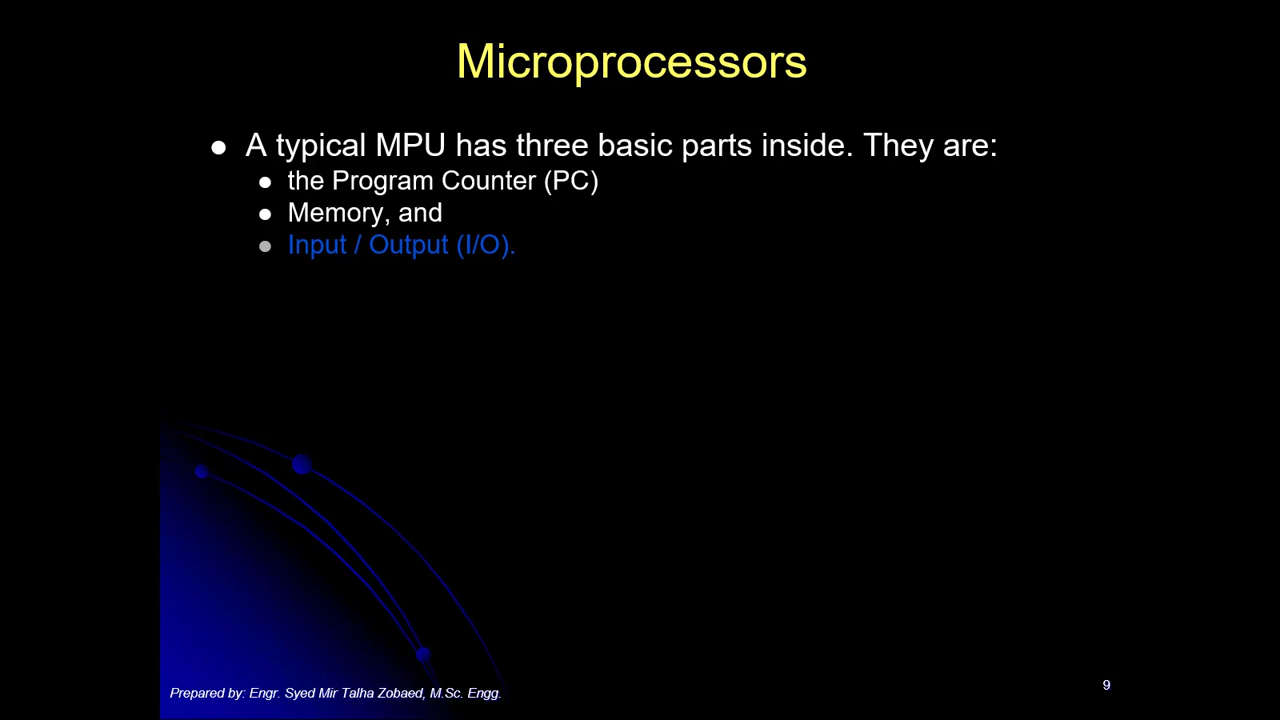 Microprocessors
● A typical MPU has three basic parts inside. They are:
● the Program Counter (PC)
● Memory, and
● Input / Output (I/O).
Prepared by: Engr. Syed Mir Talha Zobaed, M.Sc. Engg.
9